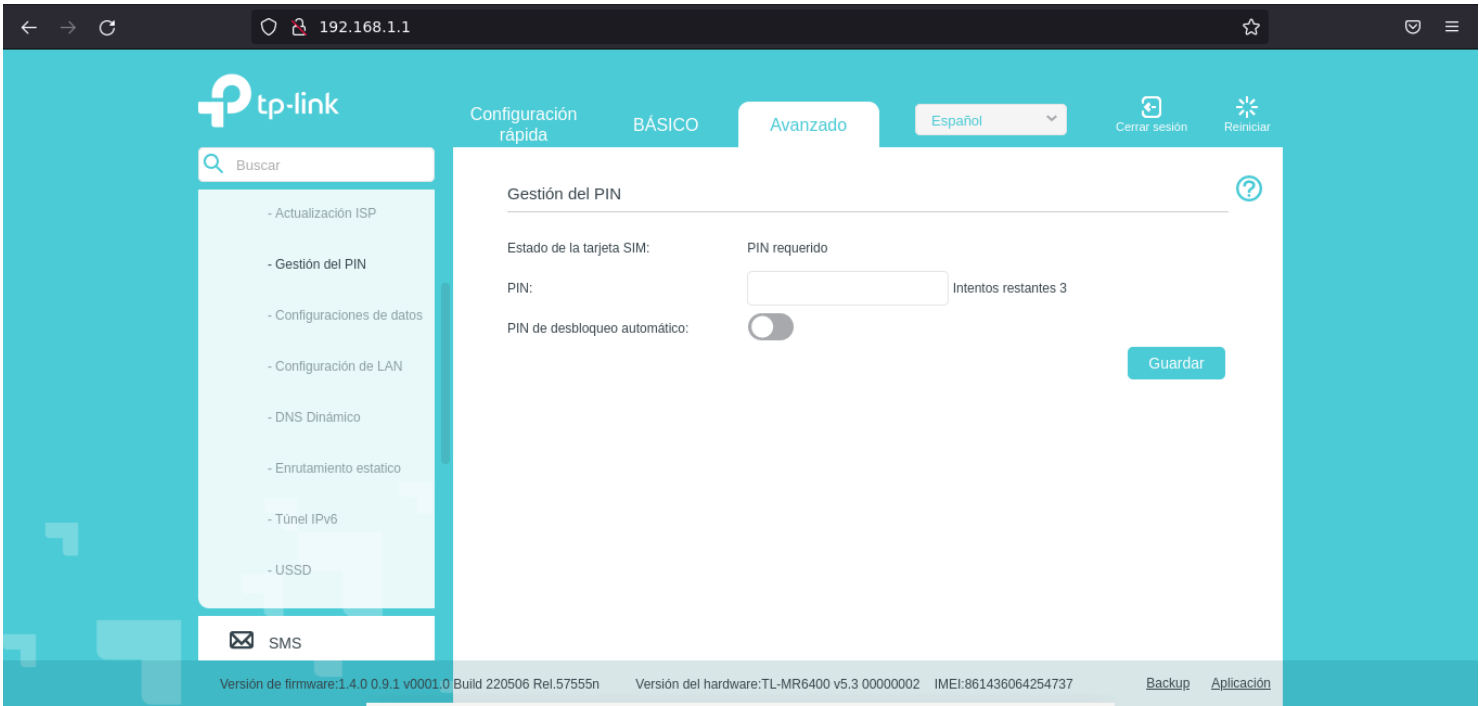 192.168.1.1
tp-link
Configuración
rápida
BÁSICO
Avanzado
Español
Cerrar sesión
Reiniciar
Buscar
- Actualización ISP
- Gestión del PIN
- Configuraciones de datos
- Configuración de LAN
- DNS Dinámico
- Enrutamiento estatico
- Túnel IPv6
- USSD
SMS
Gestión del PIN
?
Estado de la tarjeta SIM: PIN requerido
PIN: Intentos restantes 3
PIN de desbloqueo automático:
Guardar
Versión de firmware:1.4.0 0.9.1 v0001.0 Build 220506 Rel.57555n Versión del hardware:TL-MR6400 v5.3 00000002 IMEI:861436064254737 Backup Aplicación